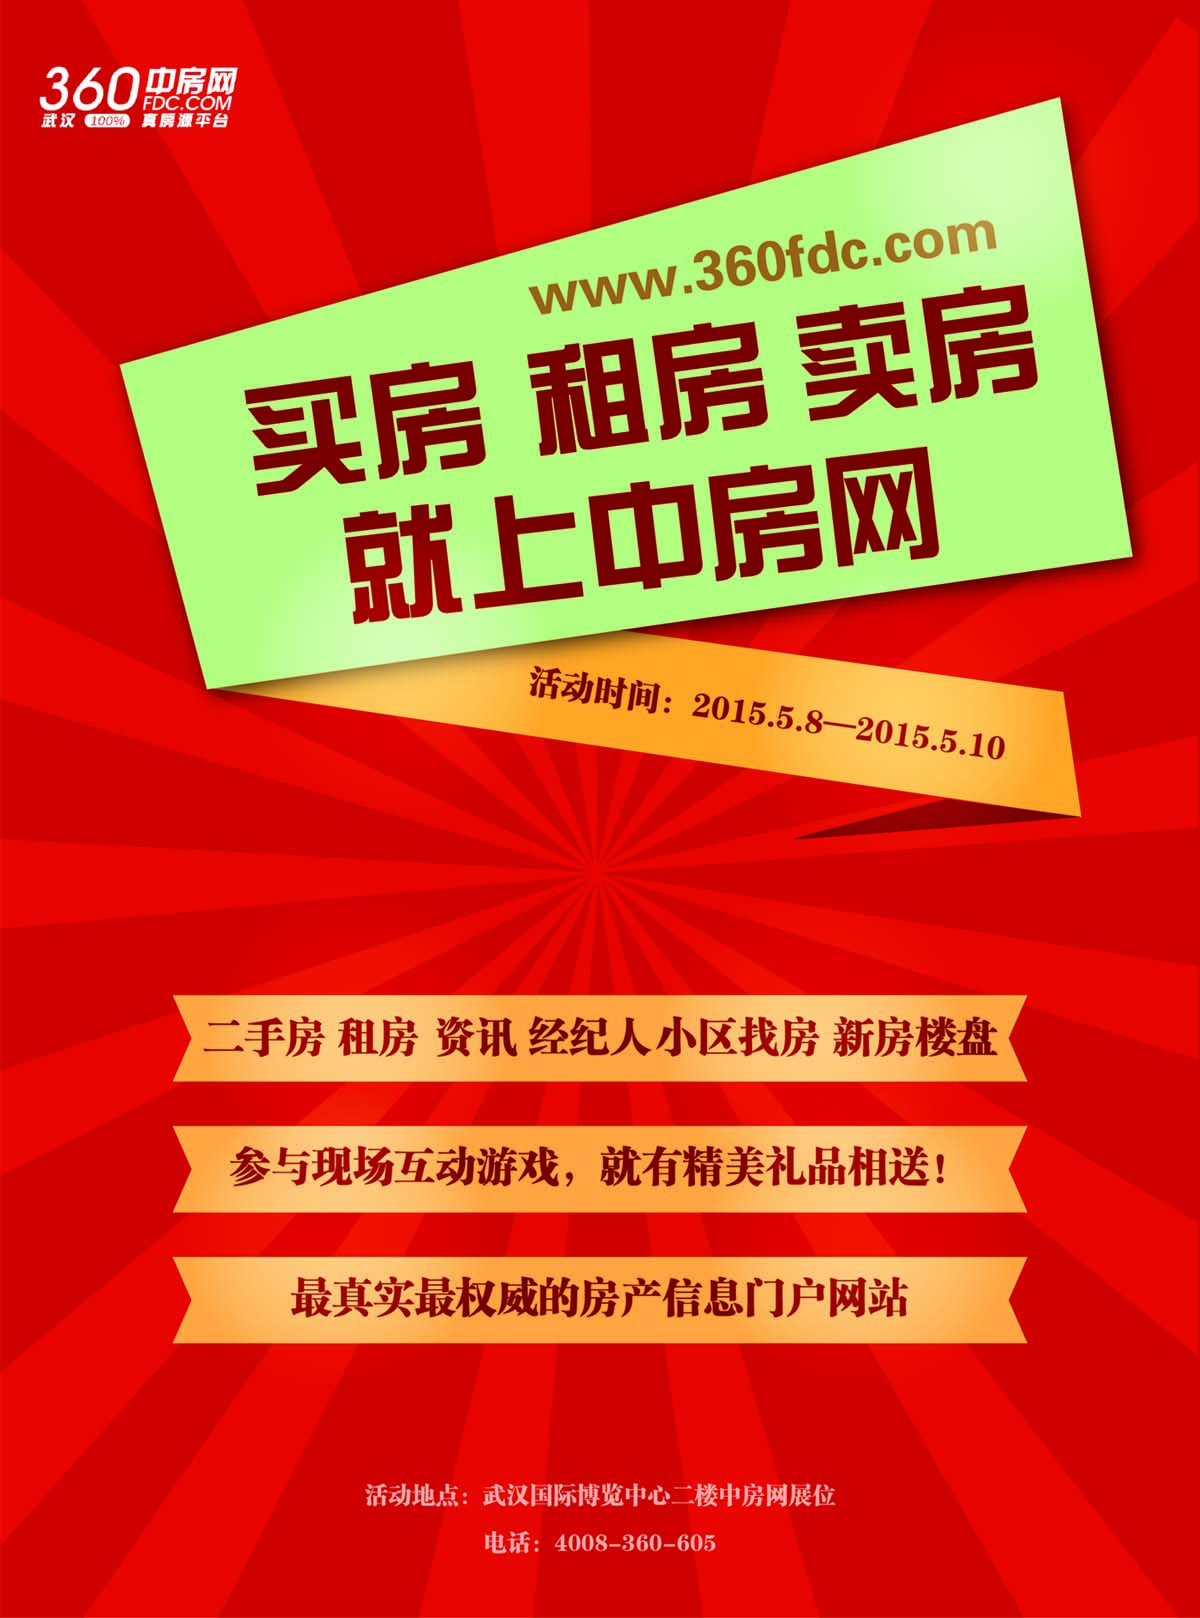 360中房网
FDC.COM
武汉 100% 真房源平台
www.360fdc.com
买房 租房 卖房
就上中房网
活动时间：2015.5.8—2015.5.10
二手房 租房 资讯 经纪人小区找房 新房楼盘
参与现场互动游戏，就有精美礼品相送！
最真实最权威的房产信息门户网站
活动地点：武汉国际博览中心二楼中房网展位
电话：4008-360-605